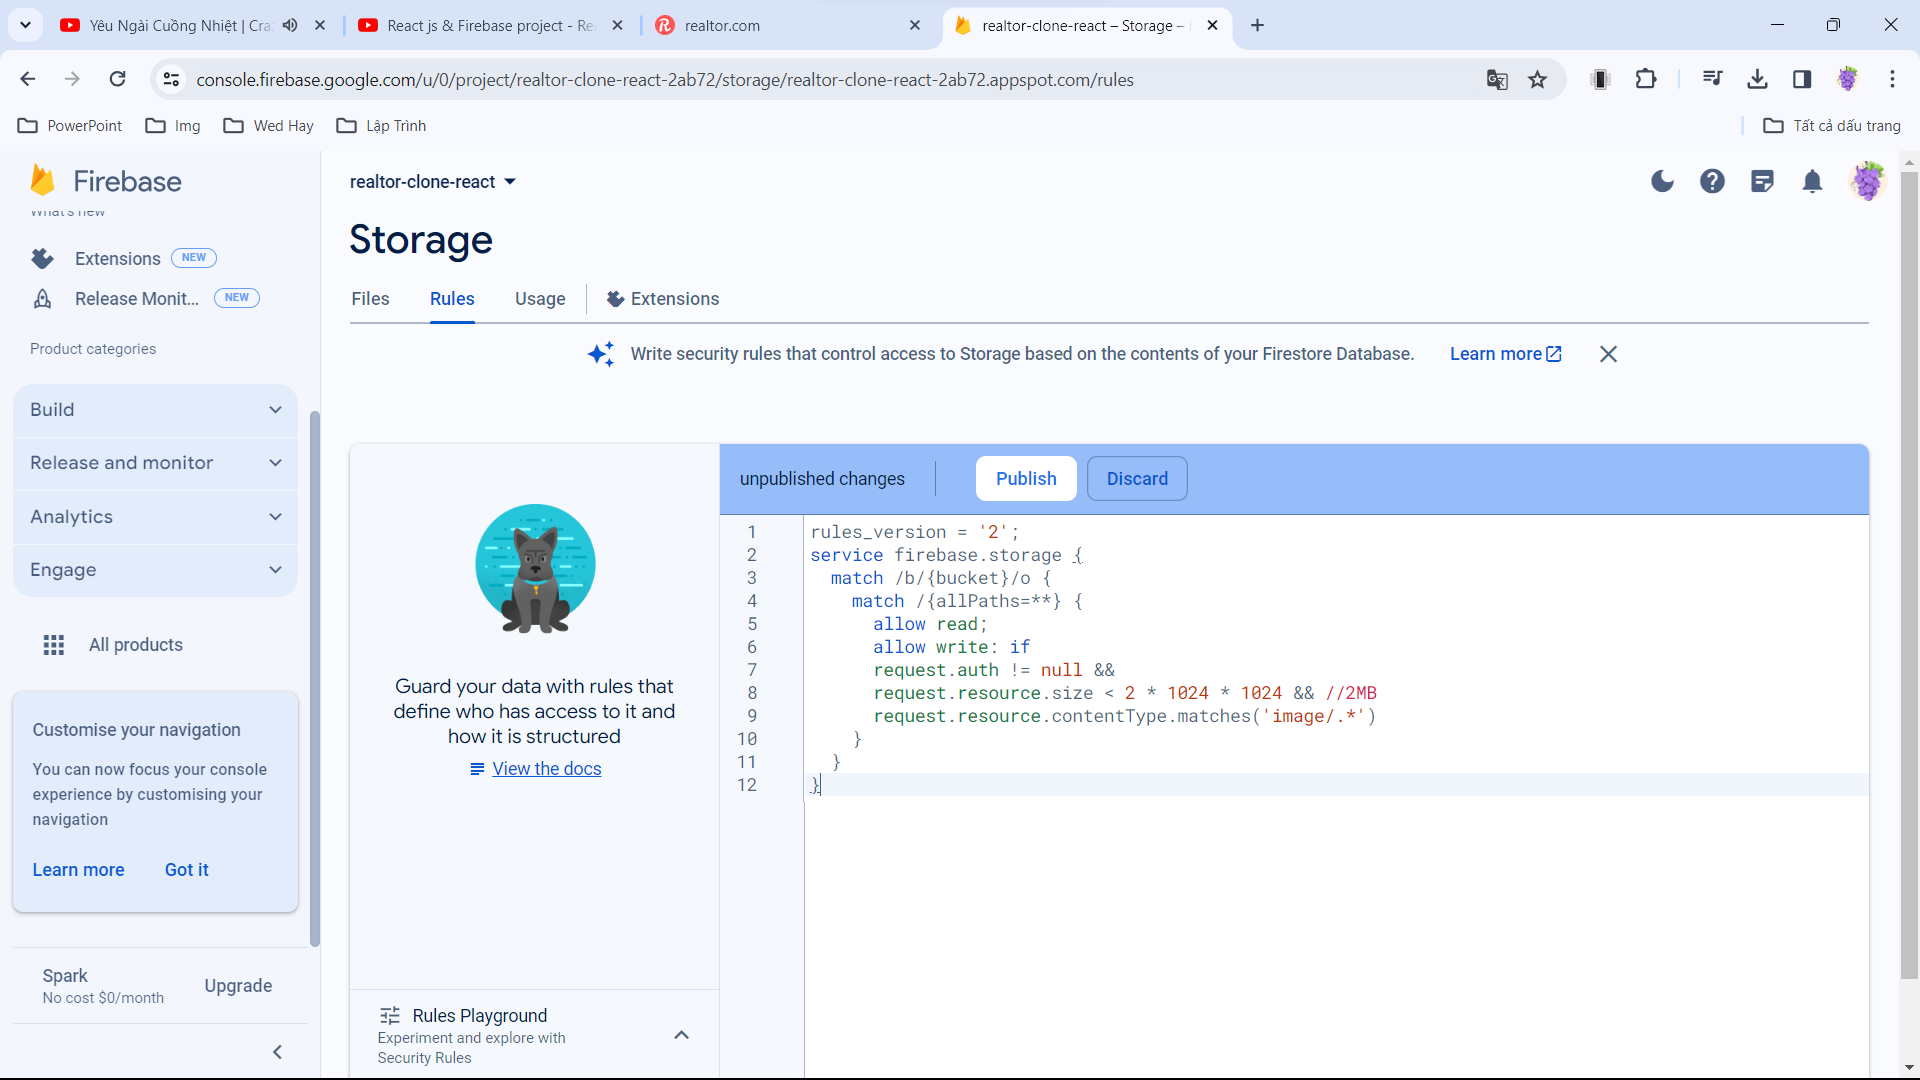 Yêu Ngài Cuồng Nhiệt | Cra
React js & Firebase project - Re
realtor.com
realtor-clone-react – Storage –
console.firebase.google.com/u/0/project/realtor-clone-react-2ab72/storage/realtor-clone-react-2ab72.appspot.com/rules
PowerPoint
Img
Wed Hay
Lập Trình
Tất cả dấu trang
Firebase
What's new
Extensions NEW
Release Monit... NEW
Product categories
Build
Release and monitor
Analytics
Engage
All products
Customise your navigation
You can now focus your console
experience by customising your
navigation
Learn more Got it
Spark
No cost $0/month
Upgrade
realtor-clone-react
Storage
Files Rules Usage Extensions
Write security rules that control access to Storage based on the contents of your Firestore Database. Learn more
Guard your data with rules that
define who has access to it and
how it is structured
View the docs
Rules Playground
Experiment and explore with
Security Rules
unpublished changes Publish Discard
1 rules_version = '2';
2 service firebase.storage {
3 match /b/{bucket}/o {
4 match /{allPaths=**} {
5 allow read;
6 allow write: if
7 request.auth != null &&
8 request.resource.size < 2 * 1024 * 1024 && //2MB
9 request.resource.contentType.matches('image/.*')
10 }
11 }
12 }